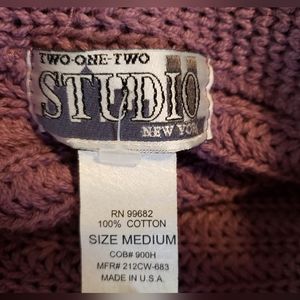 TWO-ONE-TWO
STUDIO
NEW YORK
RN 99682
100% COTTON
SIZE MEDIUM
COB# 900H
MFR# 212CW-683
MADE IN U.S.A.